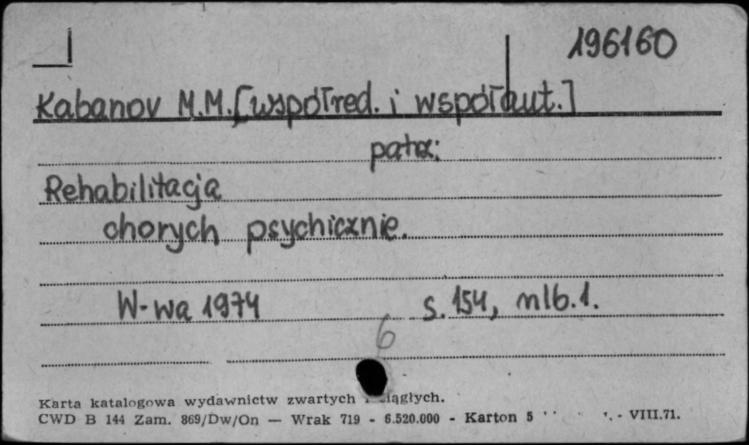 I 196160
Kabanov M.M. [współred. i współaut.]
patrz:
Rehabilitacja
chorych psychicznie.
W-wa 1974 s. 154, nlb. 1.
6
Karta katalogowa wydawnictw zwartych i ciągłych.
CWD B 144 Zam. 869/Dw/On — Wrak 719 - 6.520.000 - Karton 5 - VIII.71.